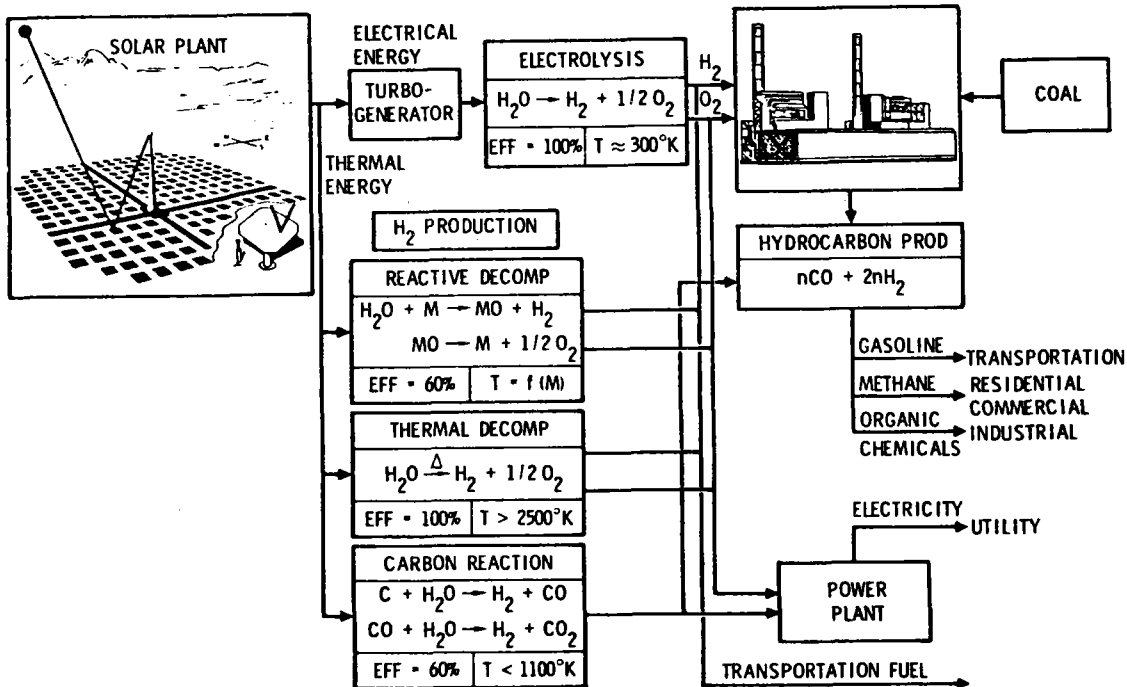 SOLAR PLANT
ELECTRICAL
ENERGY
TURBO-
GENERATOR
THERMAL
ENERGY
ELECTROLYSIS
H₂O → H₂ + 1/2 O₂
EFF = 100% T ≈ 300°K
H₂
O₂
COAL
H₂ PRODUCTION
REACTIVE DECOMP
H₂O + M → MO + H₂
MO → M + 1/2 O₂
EFF = 60% T = f (M)
THERMAL DECOMP
H₂O Δ→ H₂ + 1/2 O₂
EFF = 100% T > 2500°K
CARBON REACTION
C + H₂O → H₂ + CO
CO + H₂O → H₂ + CO₂
EFF = 60% T < 1100°K
HYDROCARBON PROD
nCO + 2nH₂
GASOLINE TRANSPORTATION
METHANE RESIDENTIAL
COMMERCIAL
ORGANIC
CHEMICALS INDUSTRIAL
ELECTRICITY
UTILITY
POWER
PLANT
TRANSPORTATION FUEL